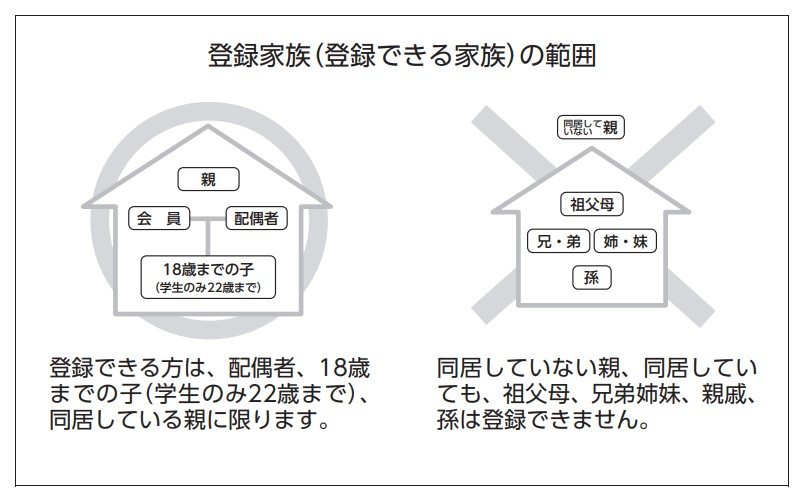 登録家族(登録できる家族)の範囲
親
会　員
配偶者
18歳までの子
(学生のみ22歳まで)
登録できる方は、配偶者、18歳
までの子(学生のみ22歳まで)、
同居している親に限ります。
同居して
いない 親
祖父母
兄・弟
姉・妹
孫
同居していない親、同居してい
ても、祖父母、兄弟姉妹、親戚、
孫は登録できません。